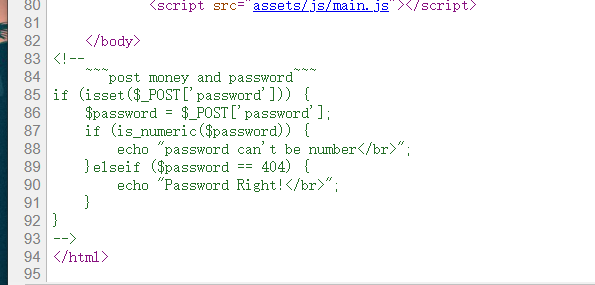 80 <script src="assets/js/main.js"></script>
81
82 </body>
83 <!--
84 ~~~post money and password~~~
85 if (isset($_POST['password'])) {
86 $password = $_POST['password'];
87 if (is_numeric($password)) {
88 echo "password can't be number</br>";
89 }elseif ($password == 404) {
90 echo "Password Right!</br>";
91 }
92 }
93 -->
94 </html>
95